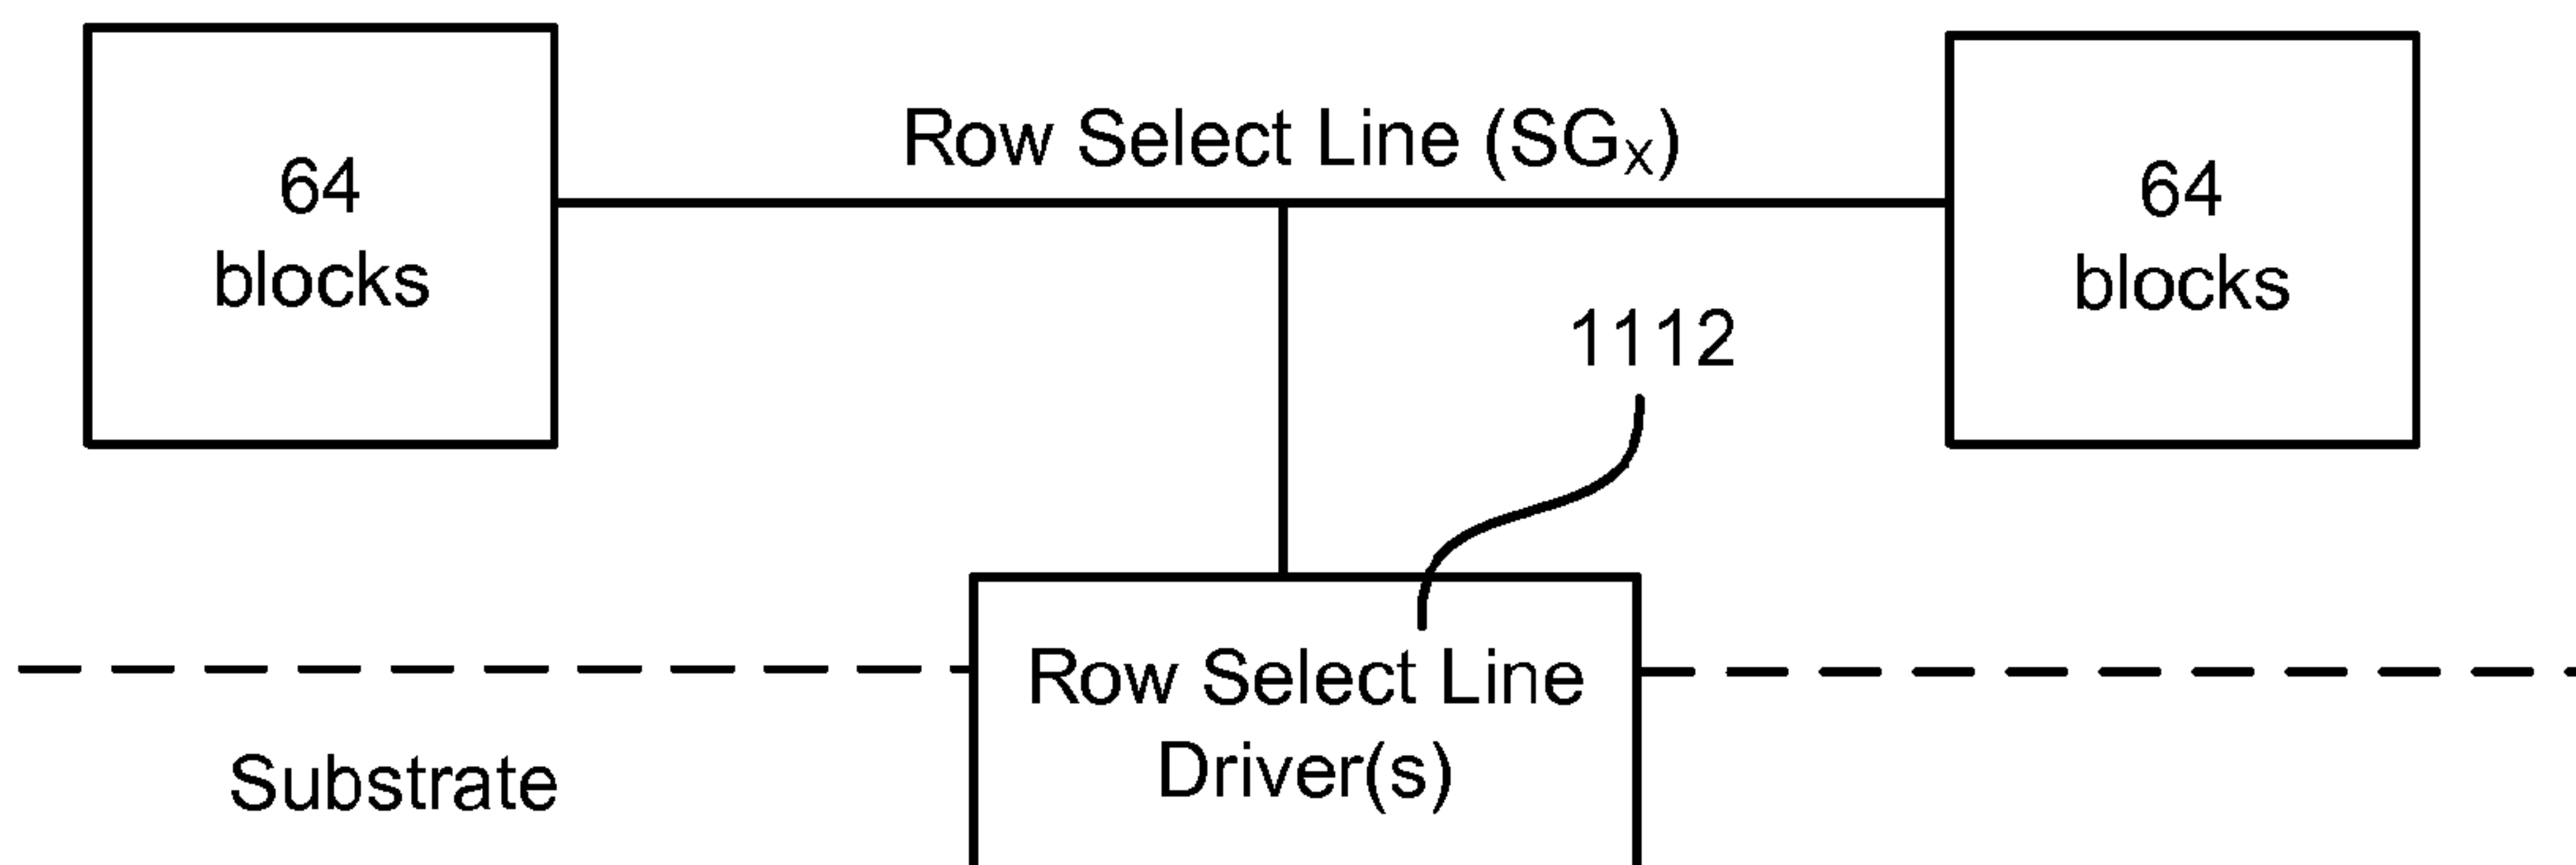 64
blocks
Row Select Line (SGX)
64
blocks
1112
Row Select Line
Driver(s)
Substrate